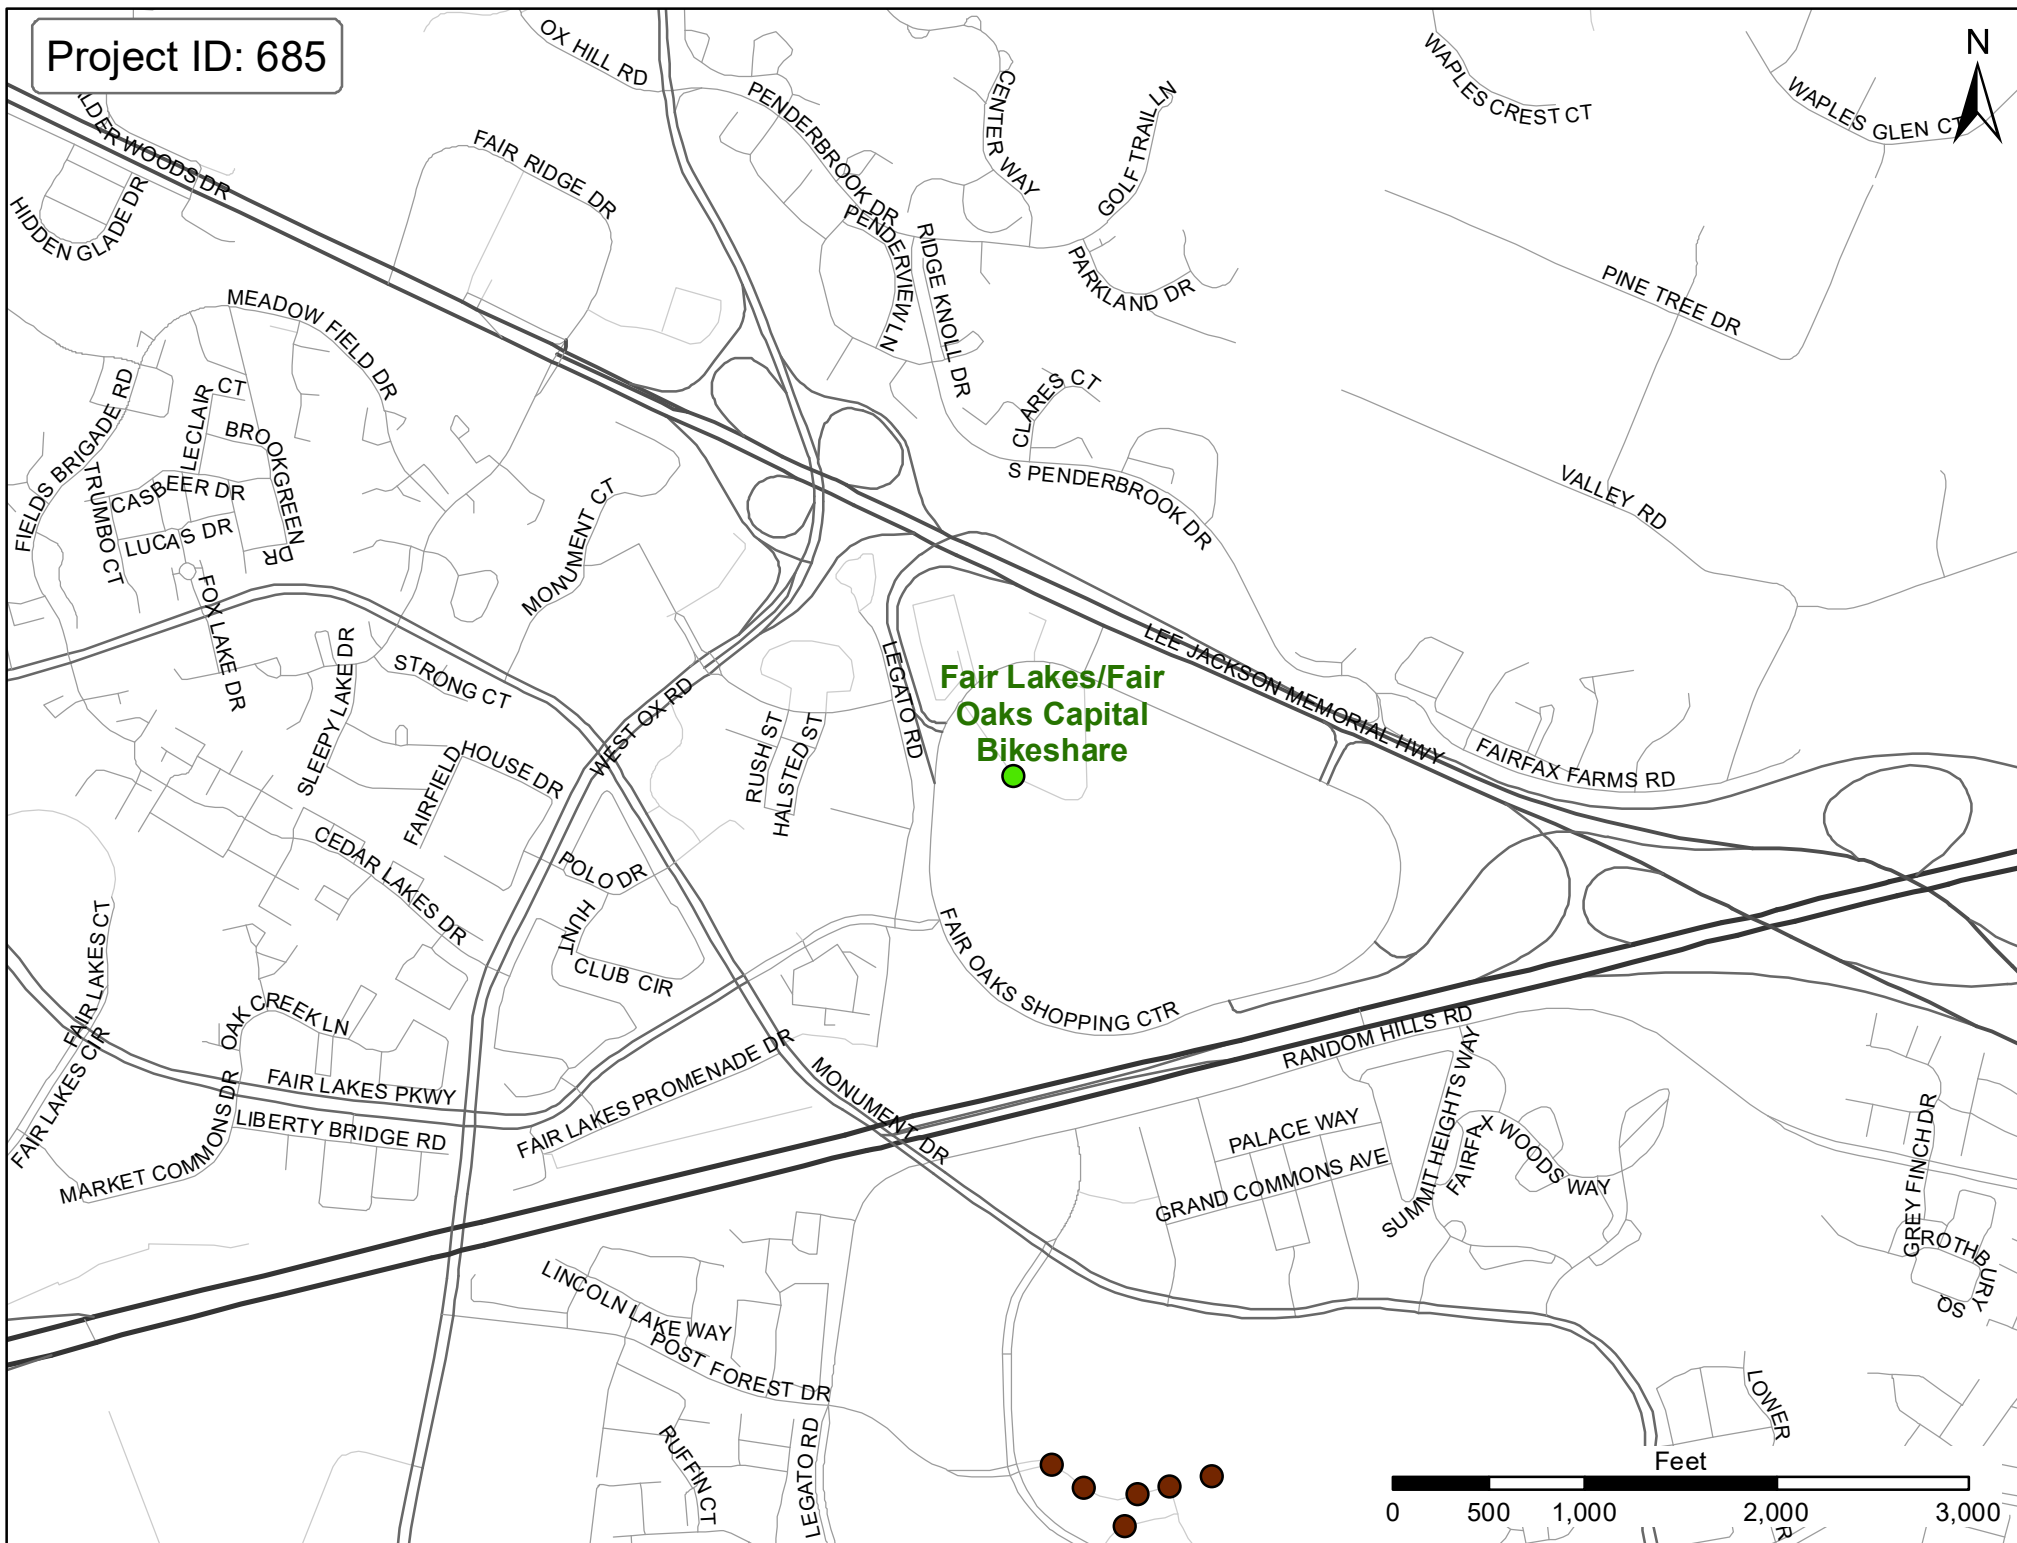 Project ID: 685
N
OX HILL RD
PENDERBROOK DR
CENTER WAY
GOLF TRAIL LN
WAPLES CREST CT
WAPLES GLEN CT
WOODS DR
HIDDEN GLADE DR
FAIR RIDGE DR
PENDERVIEW LN
RIDGE KNOLL DR
PARKLAND DR
PINE TREE DR
MEADOW FIELD DR
FIELDS BRIGADE RD
LECLAIR CT
BROOKGREEN DR
TRUMBO CT
CASBEER DR
LUCAS DR
CLARES CT
S PENDERBROOK DR
VALLEY RD
MONUMENT CT
FOX LAKE DR
SLEEPY LAKE DR
STRONG CT
WEST OX RD
LEGATO RD
LEE JACKSON MEMORIAL HWY
Fair Lakes/Fair
Oaks Capital
Bikeshare
RUSH ST
HALSTED ST
FAIRFAX FARMS RD
FAIRFIELD HOUSE DR
CEDAR LAKES DR
POLO DR
HUNT CLUB CIR
FAIR LAKES CT
FAIR OAKS SHOPPING CTR
OAK CREEK LN
FAIR LAKES CIR
FAIR LAKES PKWY
FAIR LAKES PROMENADE DR
MONUMENT DR
RANDOM HILLS RD
LIBERTY BRIDGE RD
MARKET COMMONS DR
PALACE WAY
GRAND COMMONS AVE
SUMMIT HEIGHTS WAY
FAIRFAX WOODS WAY
GREY FINCH DR
ROTHBURY SQ
LINCOLN LAKE WAY
POST FOREST DR
RUFFIN CT
LEGATO RD
LOWER
Feet
0 500 1,000 2,000 3,000